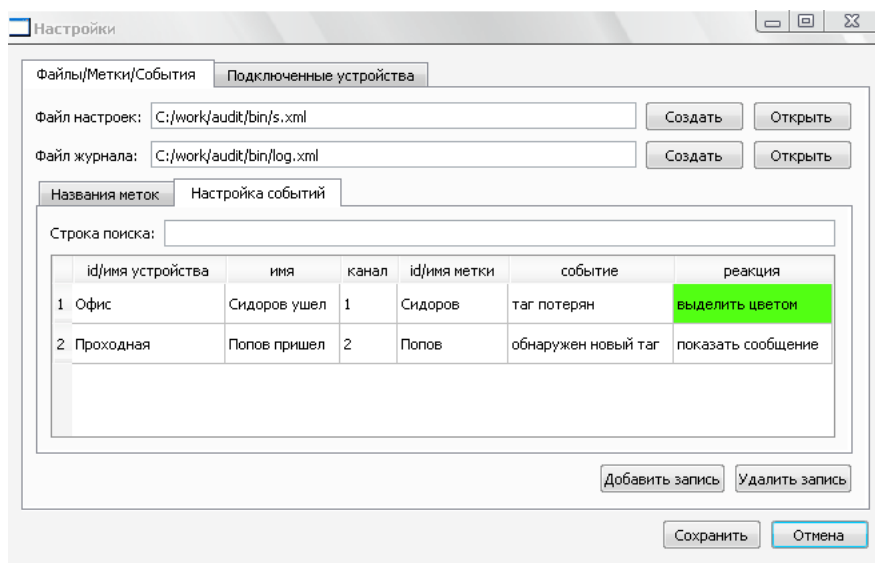 Настройки
Файлы/Метки/События Подключенные устройства
Файл настроек: C:/work/audit/bin/s.xml Создать Открыть
Файл журнала: C:/work/audit/bin/log.xml Создать Открыть
Названия меток Настройка событий
Строка поиска:
id/имя устройства имя канал id/имя метки событие реакция
1 Офис Сидоров ушел 1 Сидоров таг потерян выделить цветом
2 Проходная Попов пришел 2 Попов обнаружен новый таг показать сообщение
Добавить запись Удалить запись
Сохранить Отмена